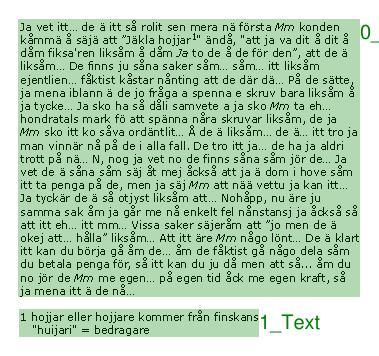 Ja vet itt... de ä itt så rolit sen mera nä första Mm konden
kåmmå å säjä att "Jäkla hojjar¹" ändå, "att ja va dit å dit å
dåm fiksa'ren liksåm å dåm Ja to de å de för den", att de ä
liksåm... De finns ju såna saker såm... såm... itt liksåm
ejentlien... fåktist kåstar nånting att de där dä... På de sätte,
ja mena iblann ä de jo fråga a spenna e skruv bara liksåm å
ja tycke... Ja sko ha så dåli samvete a ja sko Mm ta eh...
hondratals mark fö att spänna nåra skruvar liksåm, de ja
Mm sko itt ko såva ordäntlit... Å de ä liksåm... de ä... itt tro ja
man vinnär nå på de i alla fall. De tro itt ja... de ha ja aldri
trott på nä... N, nog ja vet no de finns såna såm jör de... Ja
vet de ä såna såm säj åt mej åckså att ja ä dom i hove såm
itt ta penga på de, men ja säj Mm att nåå vettu ja kan itt...
Ja tyckär de ä så otjyst liksåm att... Nohåpp, nu äre ju
samma sak åm ja går me nå enkelt fel nånstansj ja åckså så
att itt eh... itt mm... Vissa saker säjeråm att "jo men de ä
okej att... hålla" liksåm... Att itt äre Mm någo lönt... De ä klart
itt kan du börja gå åm de... åm de fåktist gå någo dela såm
du betala penga för, så itt kan du ju då men att så... åm du
no jör de Mm me egen... på egen tid åck me egen kraft, så
ja mena itt ä de nå...
0_
1 hojjar eller hojjare kommer från finskans
"huijari" = bedragare
1_Text